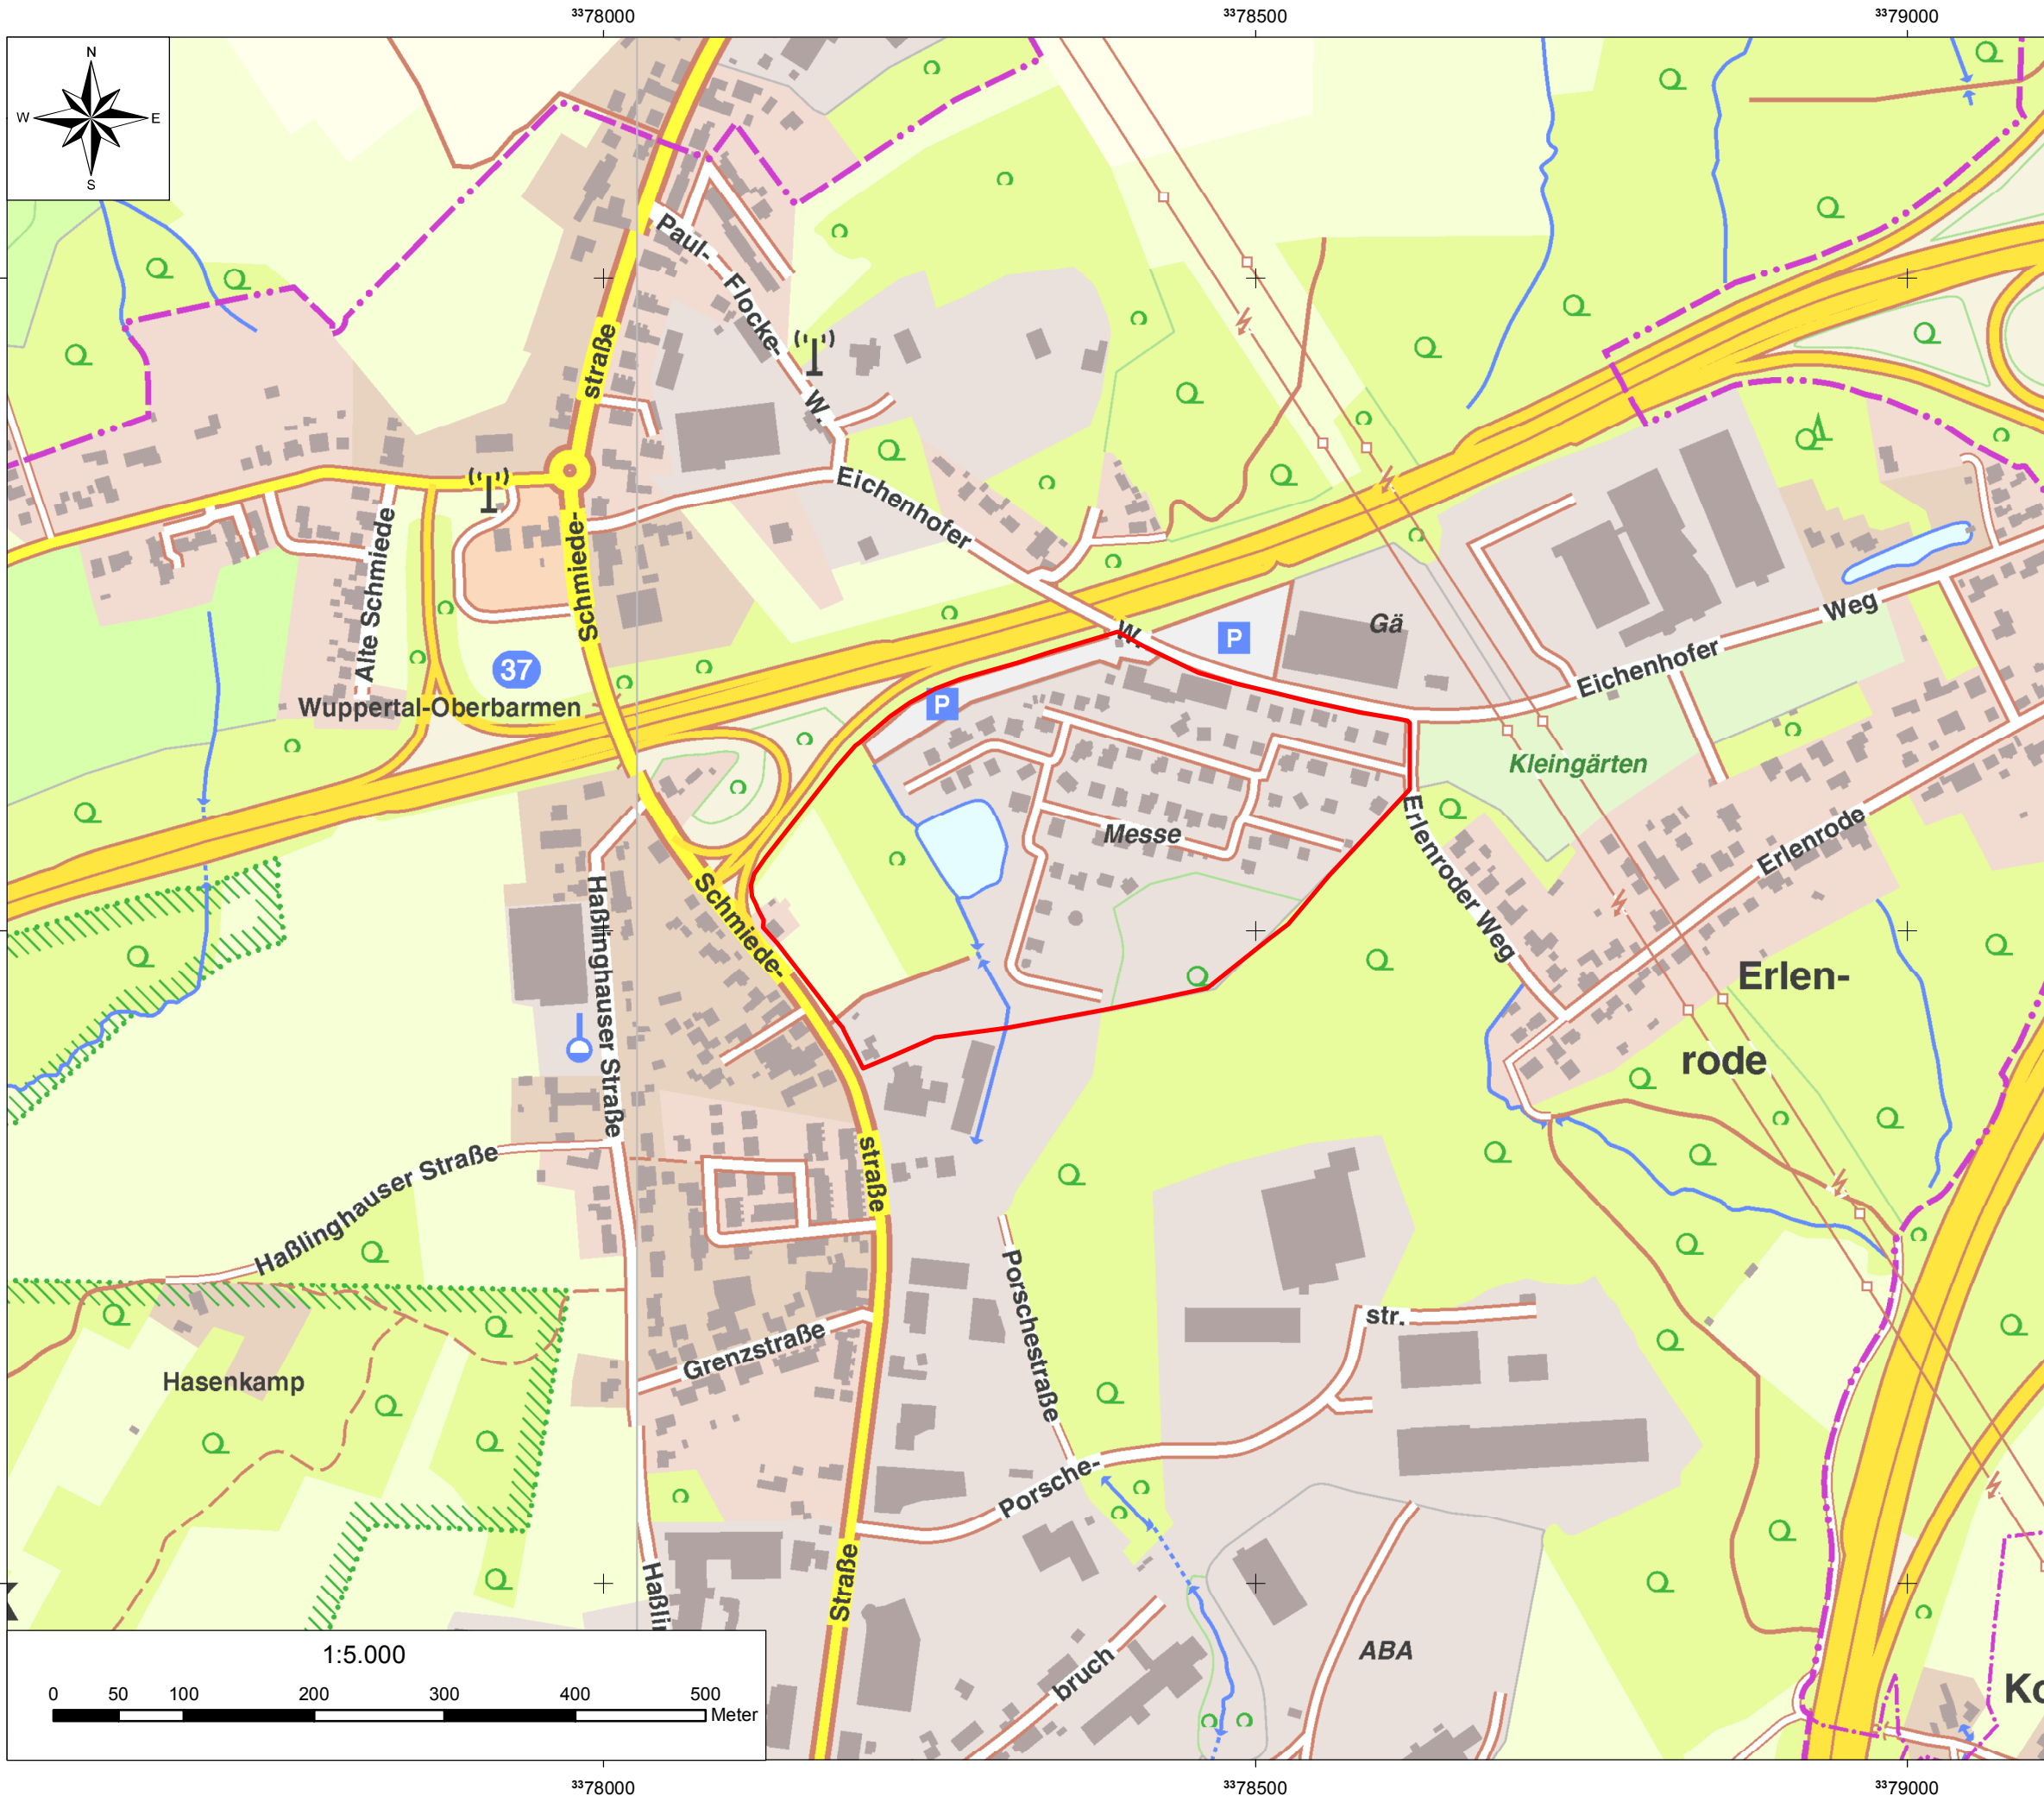 3378000
3378500
3379000
N
W
E
S
Paul-
Flocke-
W.
straße
Eichenhofer
W.
Schmiede-
Alte Schmiede
37
Wuppertal-Oberbarmen
P
P
Gä
Eichenhofer
Weg
Kleingärten
Messe
Erlenroder Weg
Erlenrode
Schmiede-
Haßlinghauser Straße
Erlen-
rode
straße
Haßlinghauser Straße
Porschestraße
str.
Grenzstraße
Hasenkamp
Porsche-
Straße
Haßlin
bruch
ABA
Ko
1:5.000
0
50
100
200
300
400
500
Meter
3378000
3378500
3379000